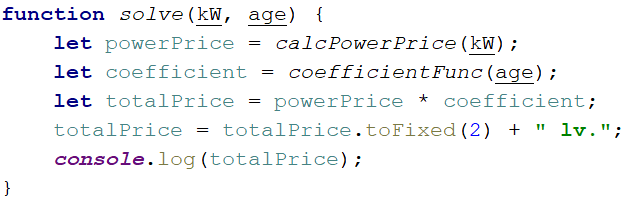 function solve(kW, age) {
    let powerPrice = calcPowerPrice(kW);
    let coefficient = coefficientFunc(age);
    let totalPrice = powerPrice * coefficient;
    totalPrice = totalPrice.toFixed(2) + " lv.";
    console.log(totalPrice);
}